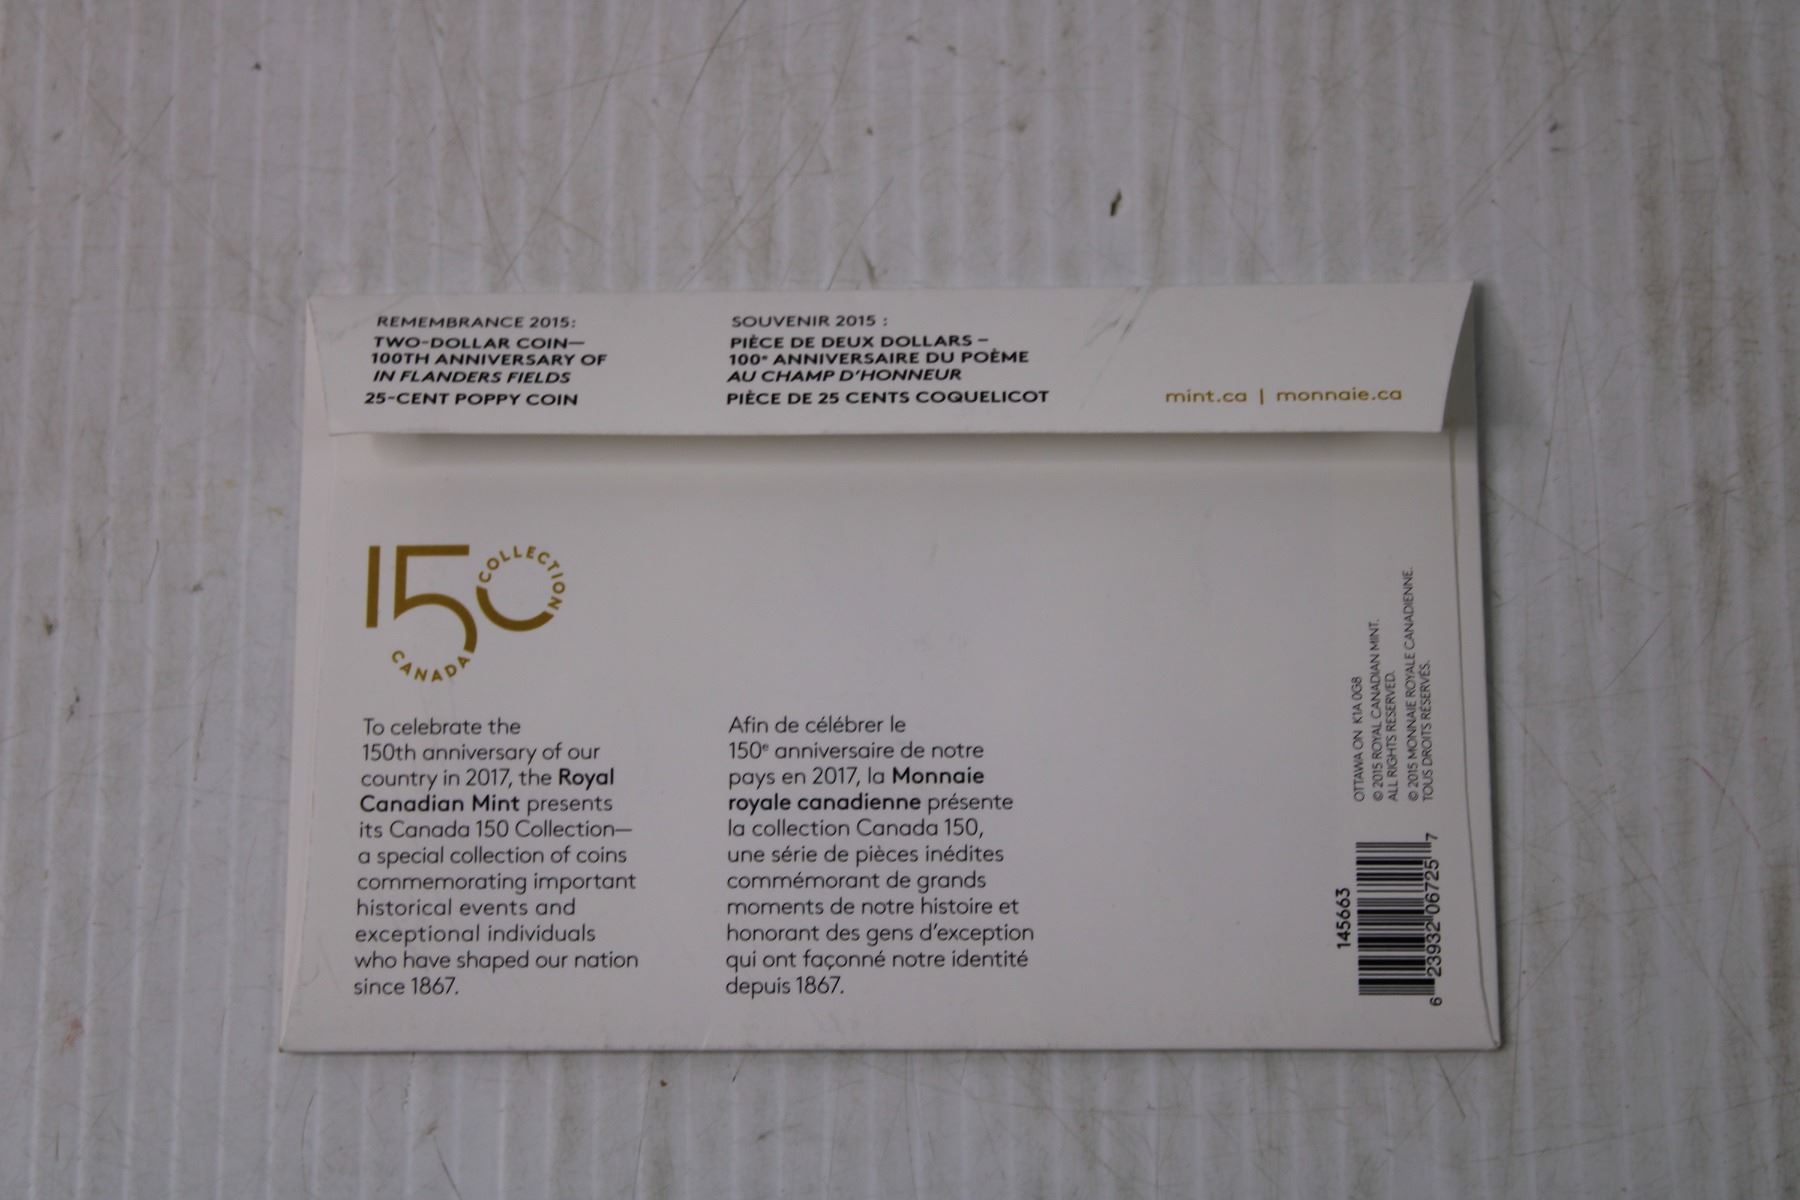 REMEMBRANCE 2015:
TWO-DOLLAR COIN—
100TH ANNIVERSARY OF
IN FLANDERS FIELDS
25-CENT POPPY COIN
SOUVENIR 2015 :
PIÈCE DE DEUX DOLLARS –
100e ANNIVERSAIRE DU POÈME
AU CHAMP D'HONNEUR
PIÈCE DE 25 CENTS COQUELICOT
mint.ca | monnaie.ca
150
COLLECTION
CANADA
To celebrate the
150th anniversary of our
country in 2017, the Royal
Canadian Mint presents
its Canada 150 Collection—
a special collection of coins
commemorating important
historical events and
exceptional individuals
who have shaped our nation
since 1867.
Afin de célébrer le
150e anniversaire de notre
pays en 2017, la Monnaie
royale canadienne présente
la collection Canada 150,
une série de pièces inédites
commémorant de grands
moments de notre histoire et
honorant des gens d'exception
qui ont façonné notre identité
depuis 1867.
OTTAWA ON K1A 0G8
© 2015 ROYAL CANADIAN MINT.
ALL RIGHTS RESERVED.
© 2015 MONNAIE ROYALE CANADIENNE.
TOUS DROITS RÉSERVÉS.
145663
6 23932 06725 7